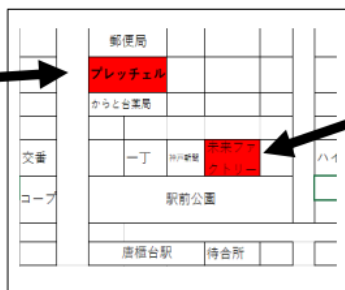 郵便局
プレッチェル
からと台薬局
交番
一丁
神戸新聞
未来ファ
クトリー
ハイ
コープ
駅前公園
唐櫃台駅
待合所